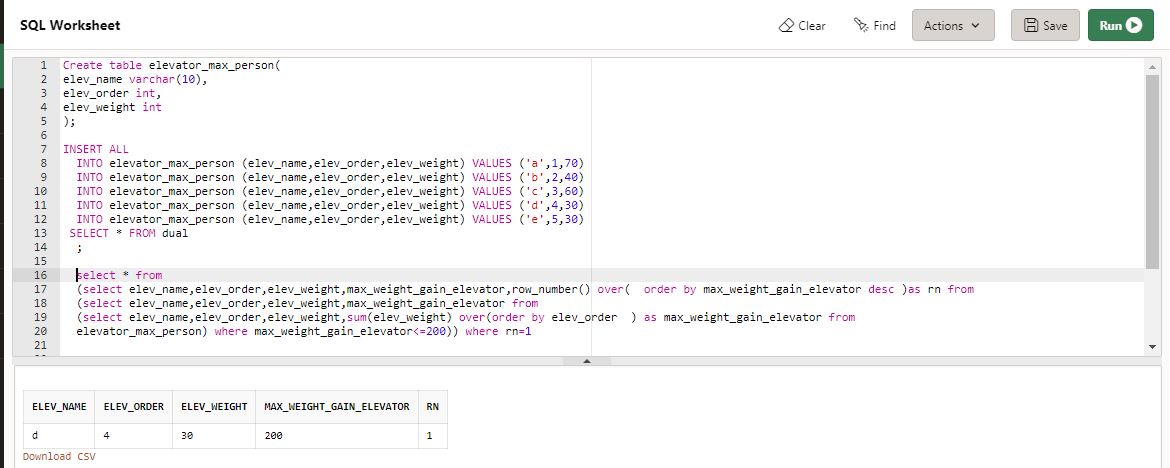 SQL Worksheet
Clear Find Actions Save Run
1 Create table elevator_max_person(
2 elev_name varchar(10),
3 elev_order int,
4 elev_weight int
5 );
6
7 INSERT ALL
8 INTO elevator_max_person (elev_name,elev_order,elev_weight) VALUES ('a',1,70)
9 INTO elevator_max_person (elev_name,elev_order,elev_weight) VALUES ('b',2,40)
10 INTO elevator_max_person (elev_name,elev_order,elev_weight) VALUES ('c',3,60)
11 INTO elevator_max_person (elev_name,elev_order,elev_weight) VALUES ('d',4,30)
12 INTO elevator_max_person (elev_name,elev_order,elev_weight) VALUES ('e',5,30)
13 SELECT * FROM dual
14 ;
15
16 select * from
17 (select elev_name,elev_order,elev_weight,max_weight_gain_elevator,row_number() over( order by max_weight_gain_elevator desc )as rn from
18 (select elev_name,elev_order,elev_weight,max_weight_gain_elevator from
19 (select elev_name,elev_order,elev_weight,sum(elev_weight) over(order by elev_order ) as max_weight_gain_elevator from
20 elevator_max_person) where max_weight_gain_elevator<=200)) where rn=1
21
ELEV_NAME ELEV_ORDER ELEV_WEIGHT MAX_WEIGHT_GAIN_ELEVATOR RN
d 4 30 200 1
Download CSV